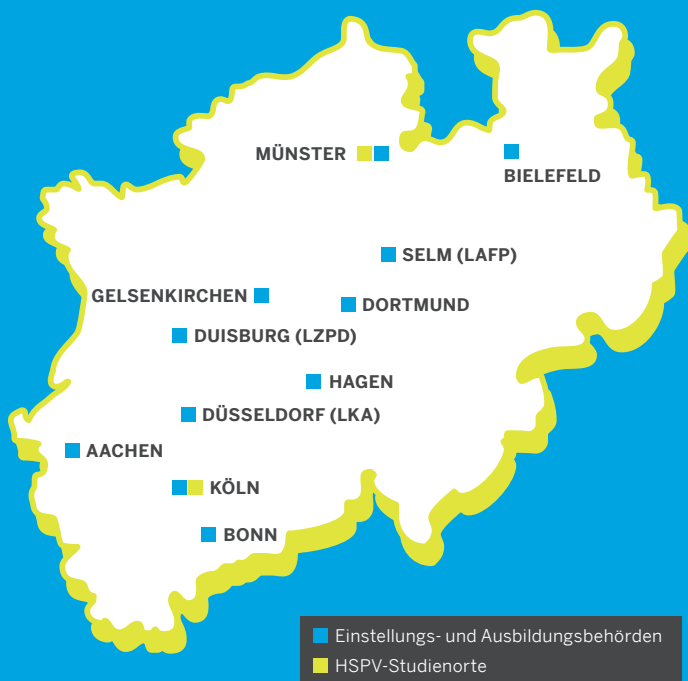 MÜNSTER
BIELEFELD
SELM (LAFP)
GELSENKIRCHEN
DORTMUND
DUISBURG (LZPD)
HAGEN
DÜSSELDORF (LKA)
AACHEN
KÖLN
BONN
Einstellungs- und Ausbildungsbehörden
HSPV-Studienorte